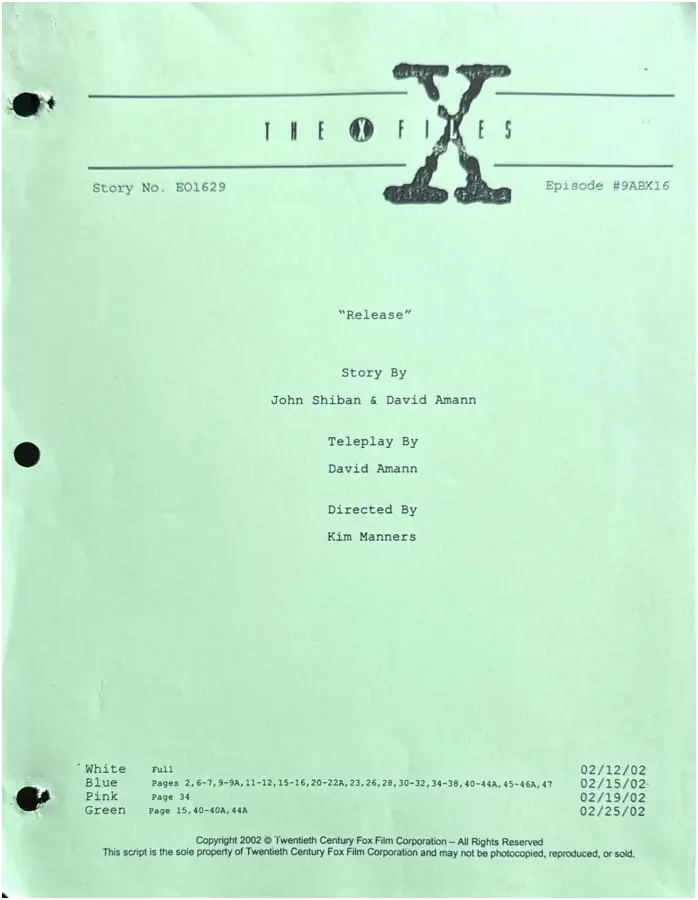 THE X FILES
X
Story No. EO1629 Episode #9ABX16
"Release"
Story By
John Shiban & David Amann
Teleplay By
David Amann
Directed By
Kim Manners
White Full 02/12/02
Blue Pages 2,6-7,9-9A,11-12,15-16,20-22A,23,26,28,30-32,34-38,40-44A,45-46A,47 02/15/02
Pink Page 34 02/19/02
Green Page 15,40-40A,44A 02/25/02
Copyright 2002 © Twentieth Century Fox Film Corporation – All Rights Reserved
This script is the sole property of Twentieth Century Fox Film Corporation and may not be photocopied, reproduced, or sold.